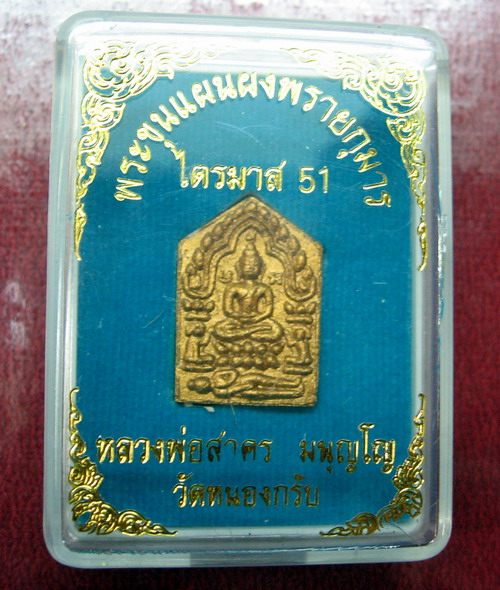 พระขุนแผนผงพรายกุมาร
ไตรมาส 51
หลวงพ่อสาคร มนุญโญ
วัดหนองกรับ